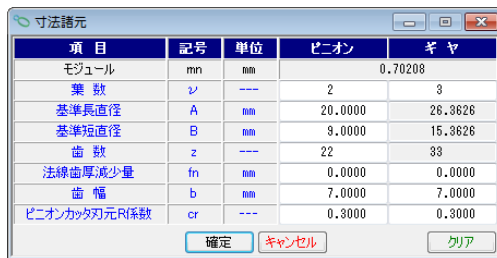 寸法諸元
項 目 記号 単位 ピニオン ギ ヤ
モジュール mn mm 0.70208
葉 数 ν --- 2 3
基準長直径 A mm 20.0000 26.3626
基準短直径 B mm 9.0000 15.3626
歯 数 z --- 22 33
法線歯厚減少量 fn mm 0.0000 0.0000
歯 幅 b mm 7.0000 7.0000
ピニオンカッタ刃元R係数 cr --- 0.3000 0.3000
確定 キャンセル クリア